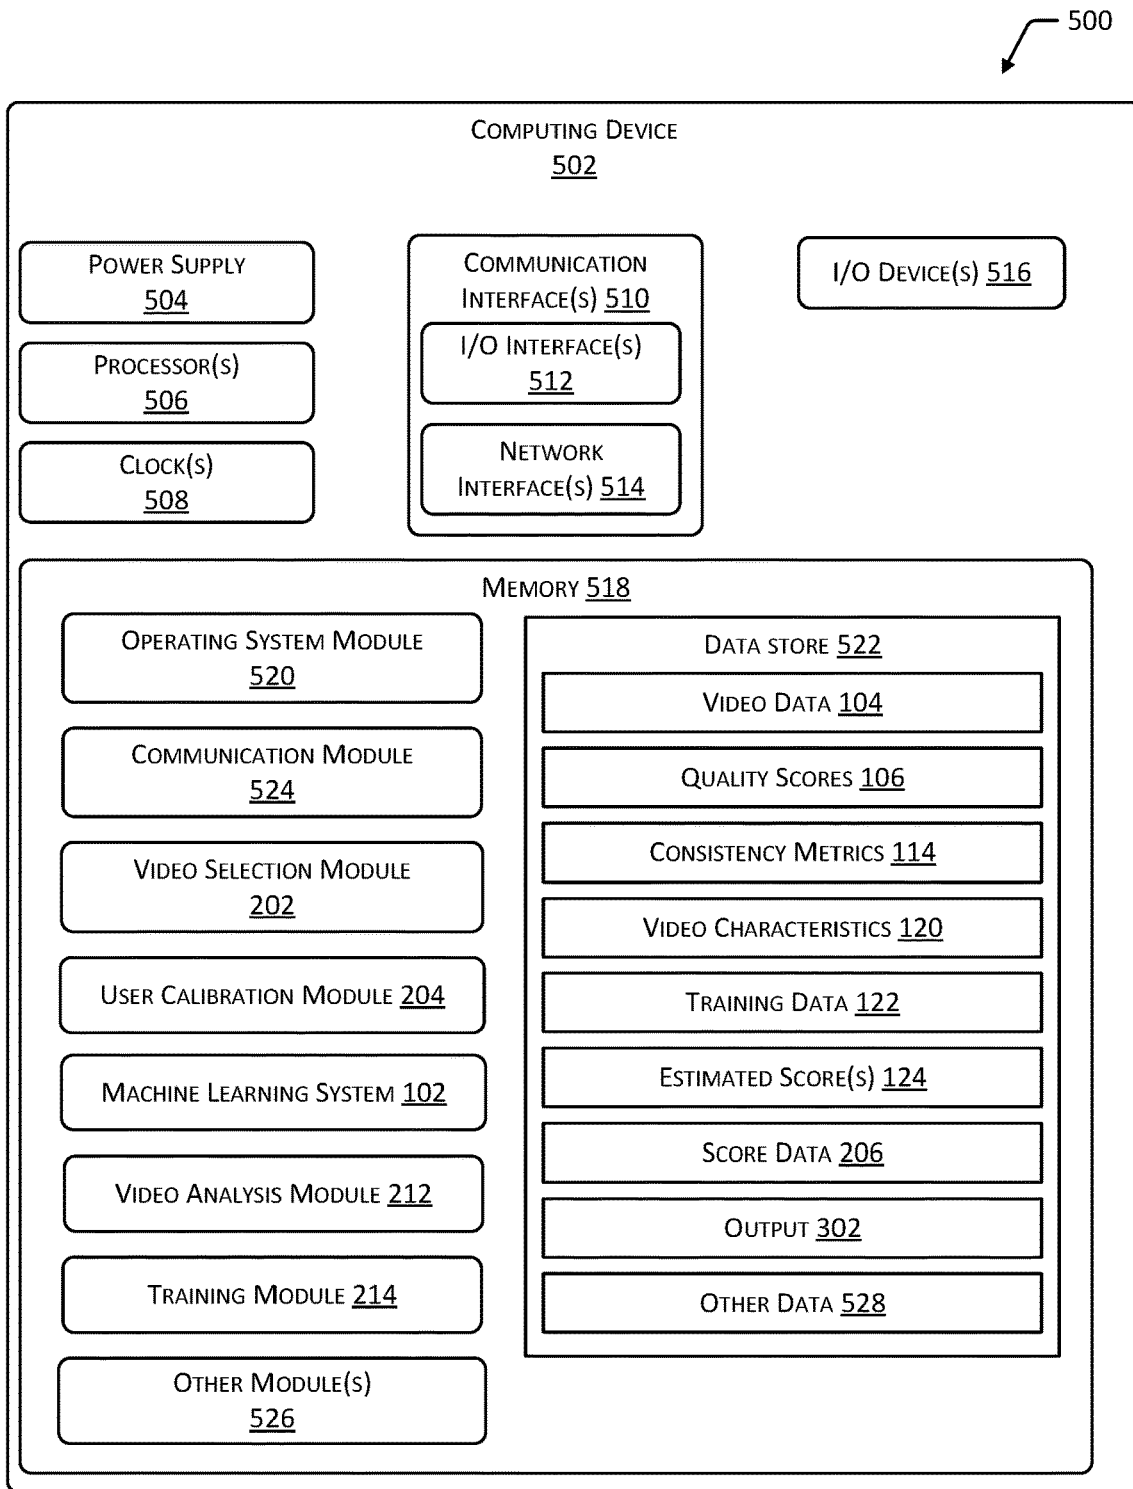 500
COMPUTING DEVICE
502
POWER SUPPLY
504
PROCESSOR(S)
506
CLOCK(S)
508
COMMUNICATION
INTERFACE(S) 510
I/O INTERFACE(S)
512
NETWORK
INTERFACE(S) 514
I/O DEVICE(S) 516
MEMORY 518
OPERATING SYSTEM MODULE
520
COMMUNICATION MODULE
524
VIDEO SELECTION MODULE
202
USER CALIBRATION MODULE 204
MACHINE LEARNING SYSTEM 102
VIDEO ANALYSIS MODULE 212
TRAINING MODULE 214
OTHER MODULE(S)
526
DATA STORE 522
VIDEO DATA 104
QUALITY SCORES 106
CONSISTENCY METRICS 114
VIDEO CHARACTERISTICS 120
TRAINING DATA 122
ESTIMATED SCORE(S) 124
SCORE DATA 206
OUTPUT 302
OTHER DATA 528